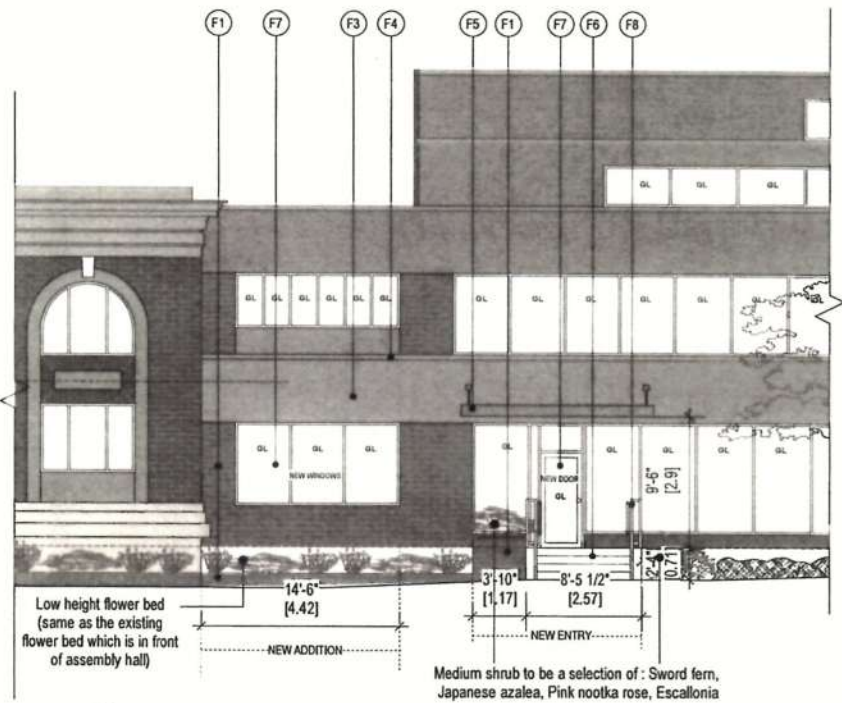 F1 F7 F3 F4 F5 F1 F7 F6 F8
GL GL GL
GL GL GL GL GL GL
GL GL GL GL GL GL
GL GL GL
NEW WINDOWS
GL GL GL GL GL
NEW DOOR
GL
9'-6"
[2.9]
2'-4"
[0.71]
14'-6"
[4.42]
3'-10"
[1.17]
8'-5 1/2"
[2.57]
NEW ADDITION
NEW ENTRY
Low height flower bed
(same as the existing
flower bed which is in front
of assembly hall)
Medium shrub to be a selection of : Sword fern,
Japanese azalea, Pink nootka rose, Escallonia